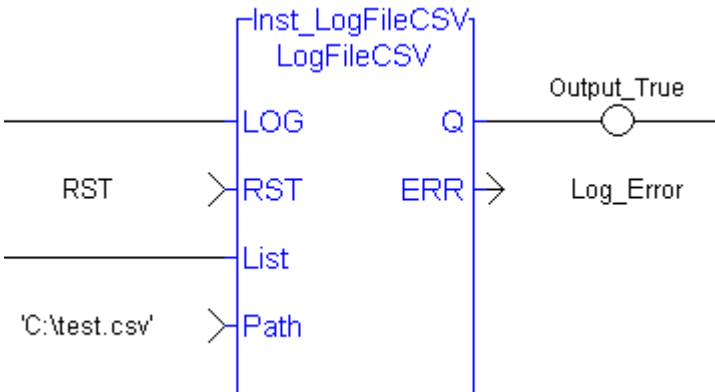 Inst_LogFileCSV
LogFileCSV
Output_True
LOG Q
RST RST ERR Log_Error
List
'C:\test.csv' Path